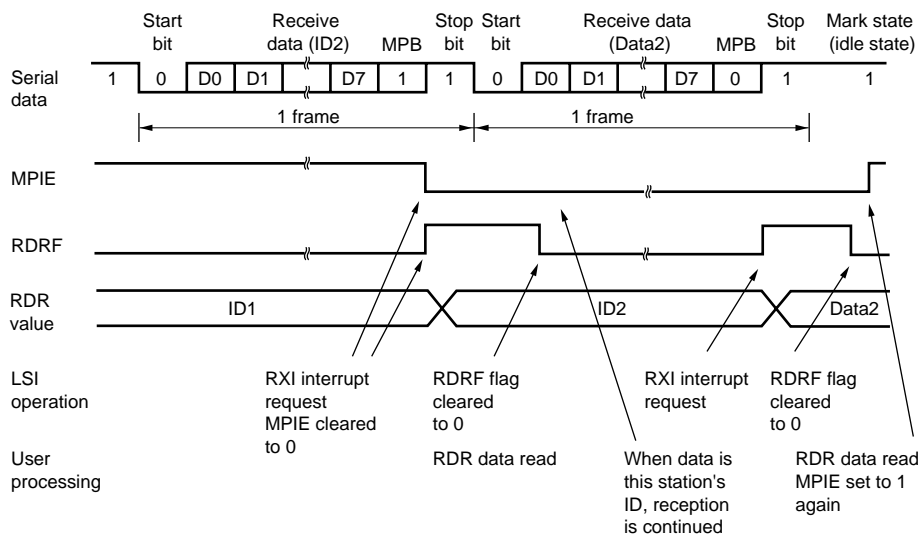 Start bit
Receive data (ID2)
MPB
Stop bit
Start bit
Receive data (Data2)
MPB
Stop bit
Mark state (idle state)
Serial data
1 0 D0 D1 D7 1 1 0 D0 D1 D7 0 1 1
1 frame 1 frame
MPIE
RDRF
RDR value
ID1 ID2 Data2
LSI operation
RXI interrupt request
MPIE cleared to 0
RDRF flag cleared to 0
RXI interrupt request
RDRF flag cleared to 0
User processing
RDR data read
When data is this station's ID, reception is continued
RDR data read
MPIE set to 1 again